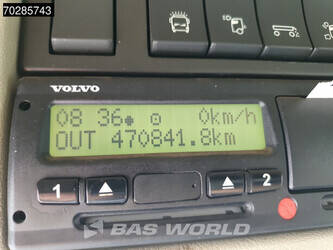 70285743
VOLVO
08 36 0km/h
OUT 470841.8km
1 2
BAS WORLD